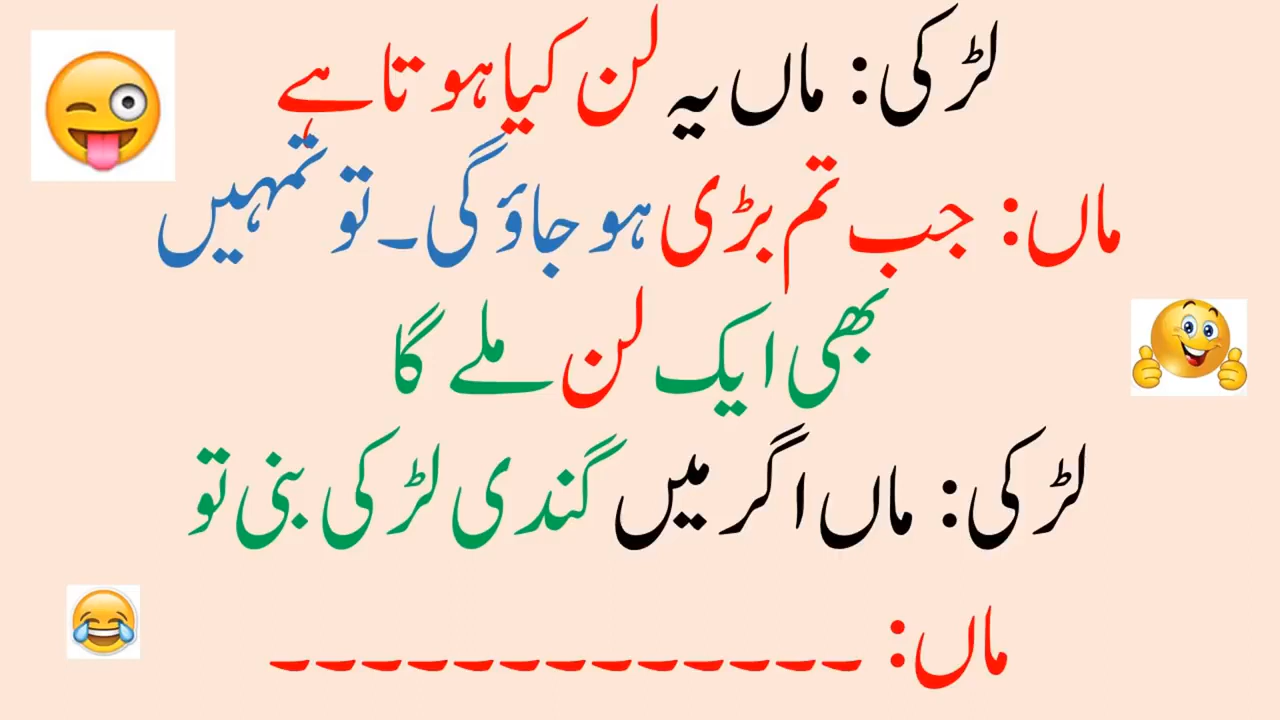 لڑکی: ماں یہ لن کیا ہوتا ہے
ماں: جب تم بڑی ہو جاؤ گی۔ تو تمہیں
بھی ایک لن ملے گا
لڑکی: ماں اگر میں گندی لڑکی بنی تو
ماں: ۔۔۔۔۔۔۔۔۔۔۔۔۔